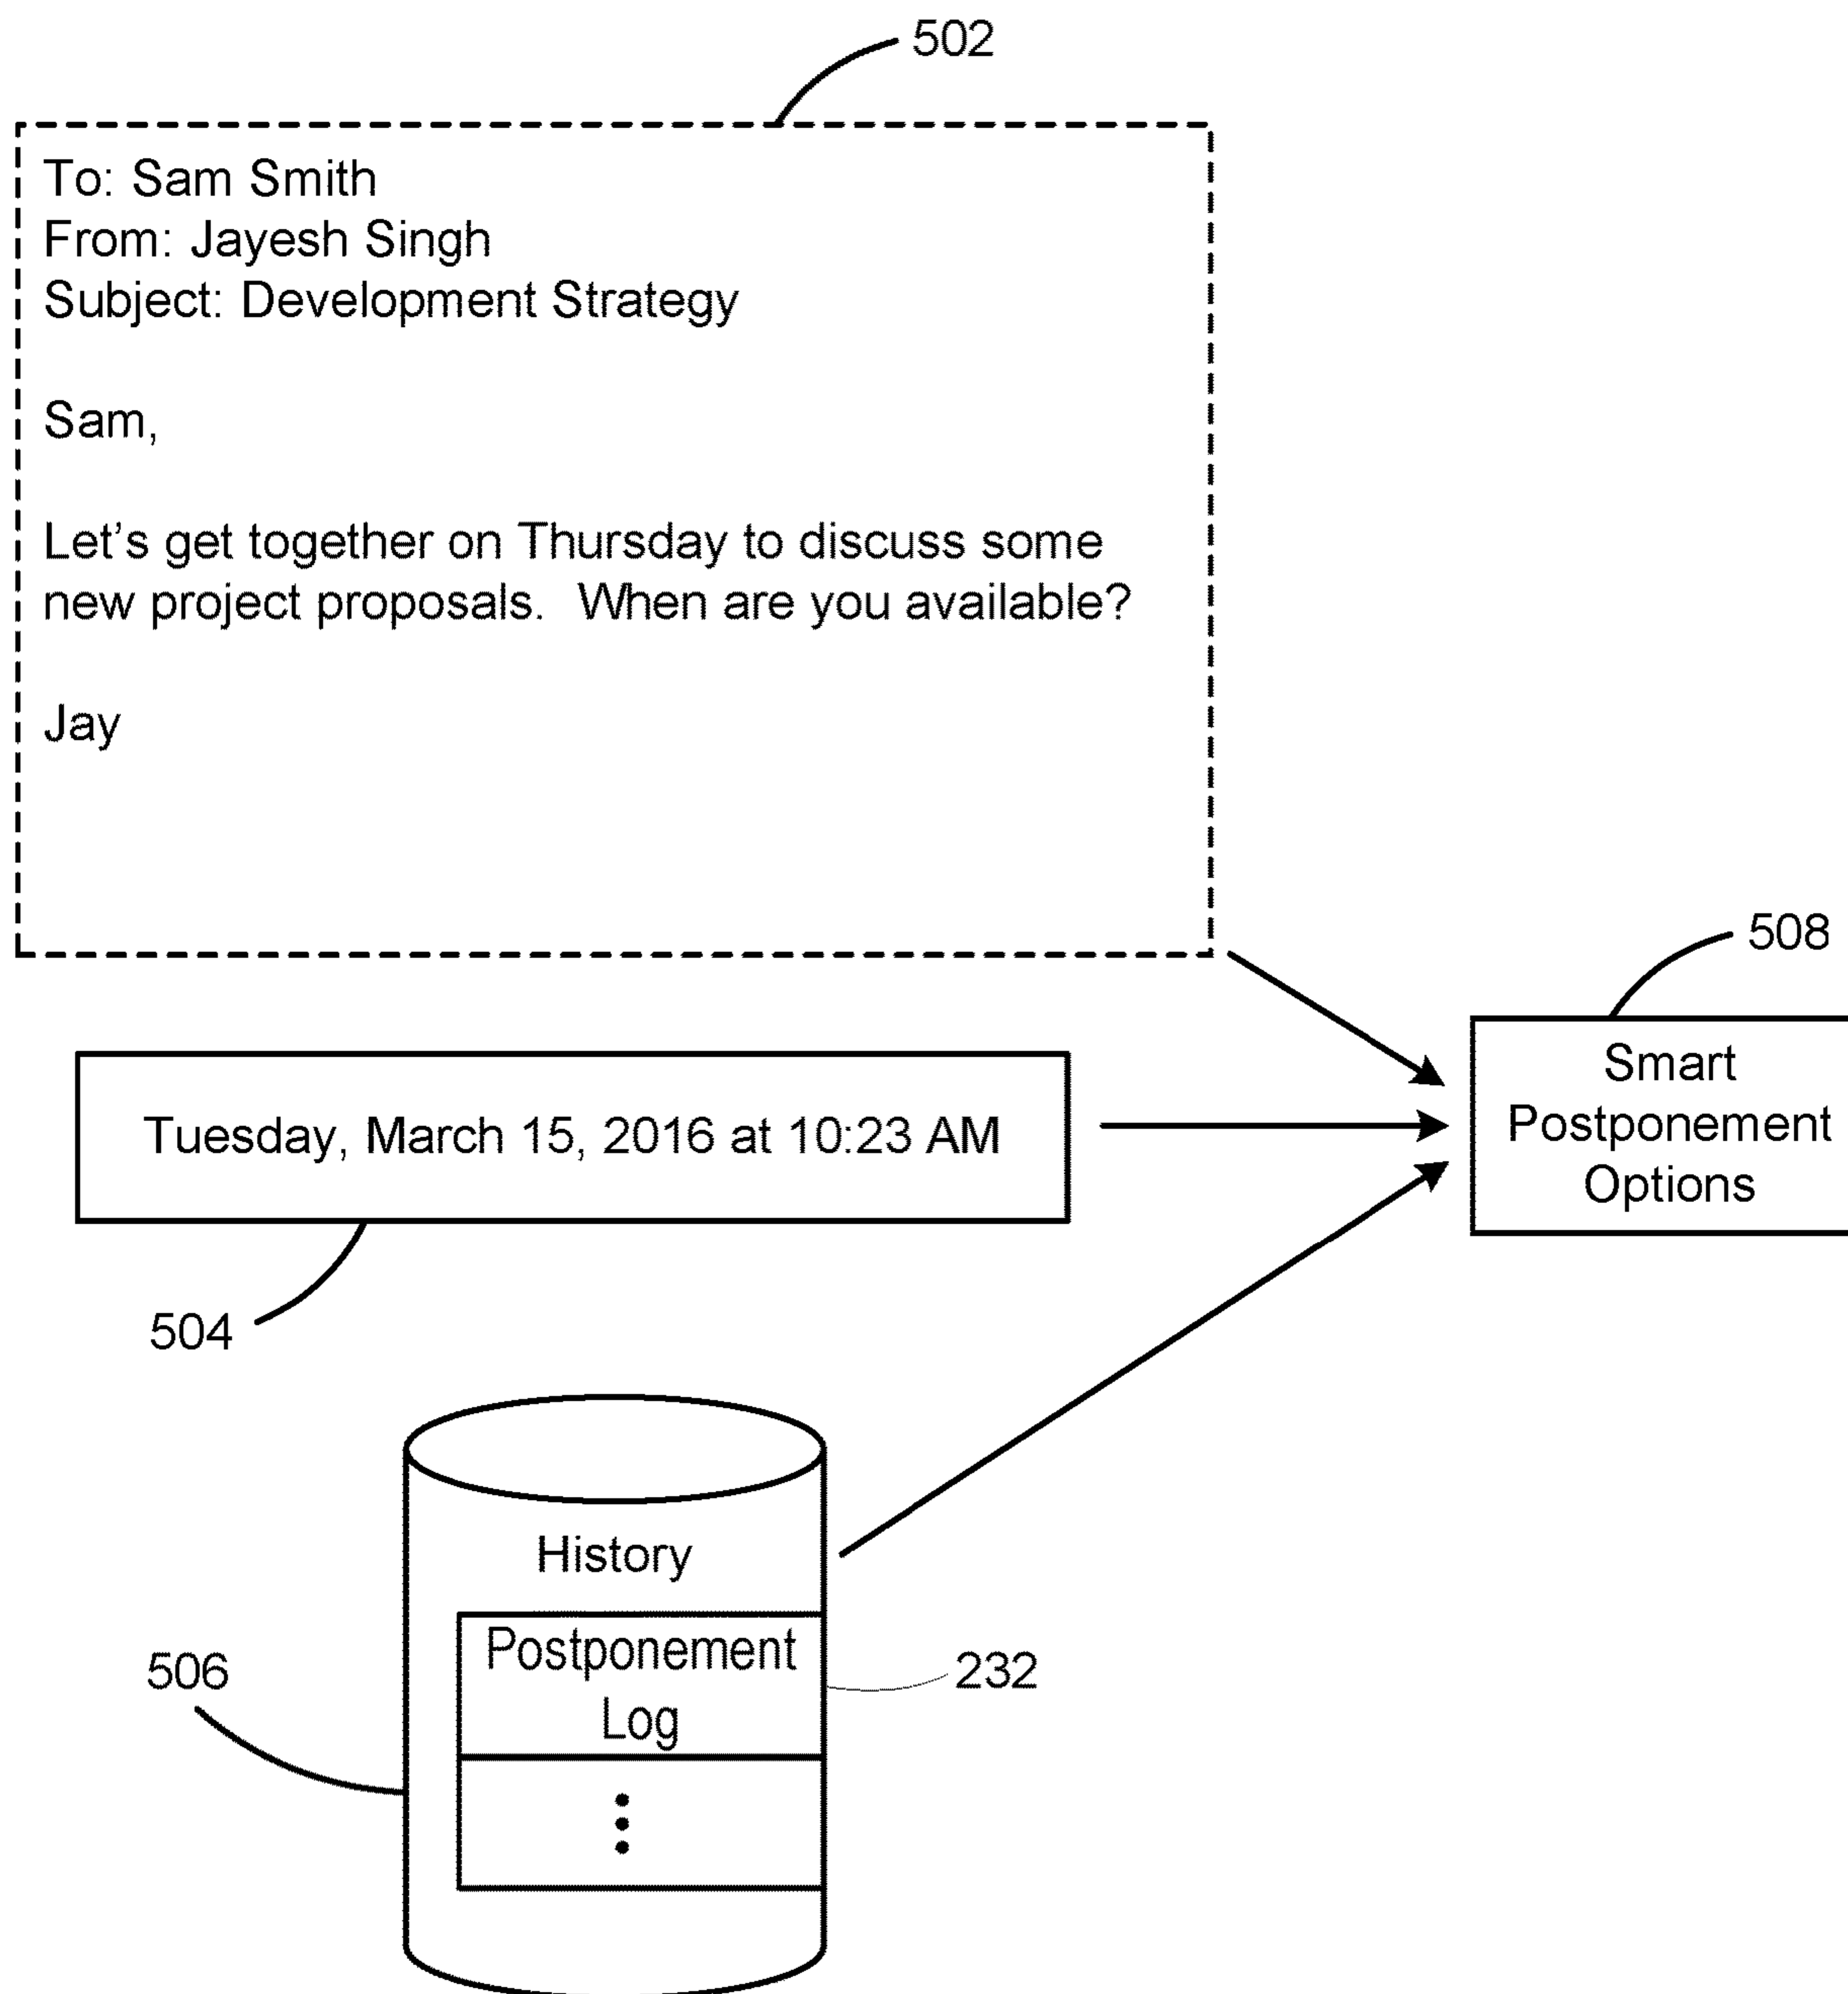 502
To: Sam Smith
From: Jayesh Singh
Subject: Development Strategy
Sam,
Let's get together on Thursday to discuss some
new project proposals.  When are you available?
Jay
508
Smart
Postponement
Options
Tuesday, March 15, 2016 at 10:23 AM
504
History
Postponement
Log
506
232